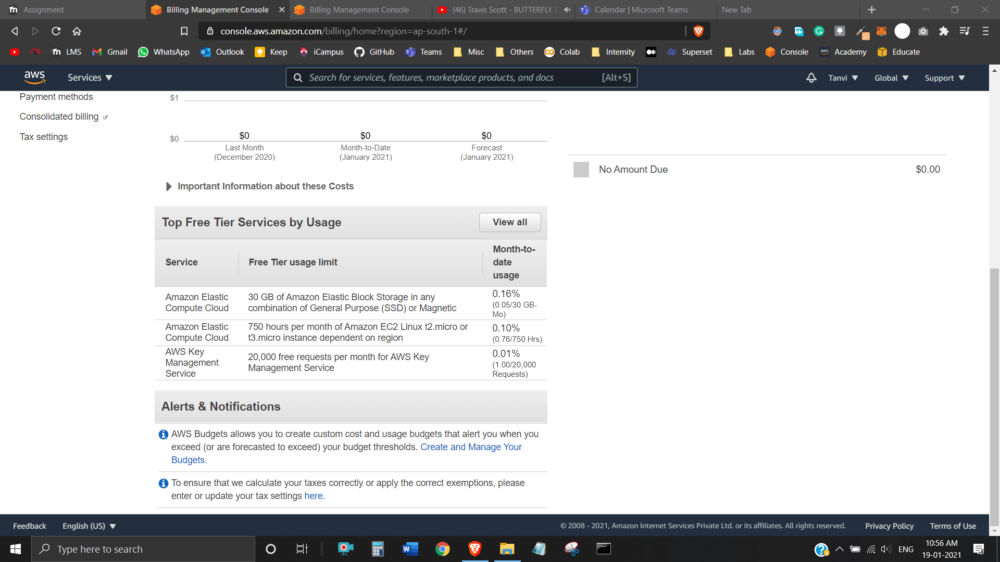 Assignment
Billing Management Console
Billing Management Console
(46) Travis Scott - BUTTERFLY E
Calendar | Microsoft Teams
New Tab
console.aws.amazon.com/billing/home?region=ap-south-1#/
LMS
Gmail
WhatsApp
Outlook
Keep
iCampus
GitHub
Teams
Misc
Others
Colab
Internity
Superset
Labs
Console
aws
Academy
Educate
aws
Services
Search for services, features, marketplace products, and docs
[Alt+S]
Tanvi
Global
Support
Payment methods
Consolidated billing
Tax settings
$1
$0
$0
$0
$0
Last Month
(December 2020)
Month-to-Date
(January 2021)
Forecast
(January 2021)
No Amount Due
$0.00
Important Information about these Costs
Top Free Tier Services by Usage
View all
Service
Free Tier usage limit
Month-to-
date
usage
Amazon Elastic
Compute Cloud
30 GB of Amazon Elastic Block Storage in any
combination of General Purpose (SSD) or Magnetic
0.16%
(0.05/30 GB-
Mo)
Amazon Elastic
Compute Cloud
750 hours per month of Amazon EC2 Linux t2.micro or
t3.micro instance dependent on region
0.10%
(0.76/750 Hrs)
AWS Key
Management
Service
20,000 free requests per month for AWS Key
Management Service
0.01%
(1.00/20,000
Requests)
Alerts & Notifications
AWS Budgets allows you to create custom cost and usage budgets that alert you when you
exceed (or are forecasted to exceed) your budget thresholds. Create and Manage Your
Budgets.
To ensure that we calculate your taxes correctly or apply the correct exemptions, please
enter or update your tax settings here.
Feedback
English (US)
© 2008 - 2021, Amazon Internet Services Private Ltd. or its affiliates. All rights reserved.
Privacy Policy
Terms of Use
Type here to search
ENG
10:56 AM
19-01-2021